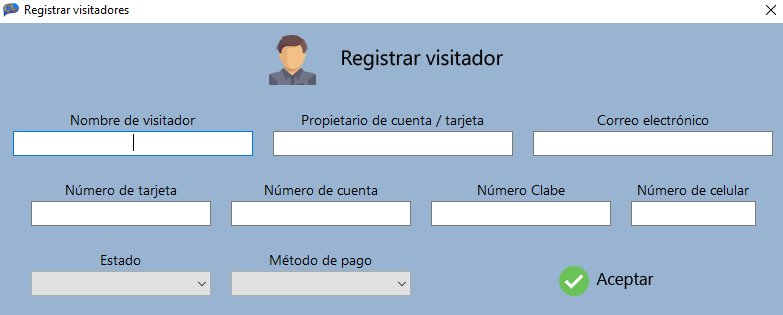 Registrar visitadores
Registrar visitador
Nombre de visitador
Propietario de cuenta / tarjeta
Correo electrónico
Número de tarjeta
Número de cuenta
Número Clabe
Número de celular
Estado
Método de pago
Aceptar